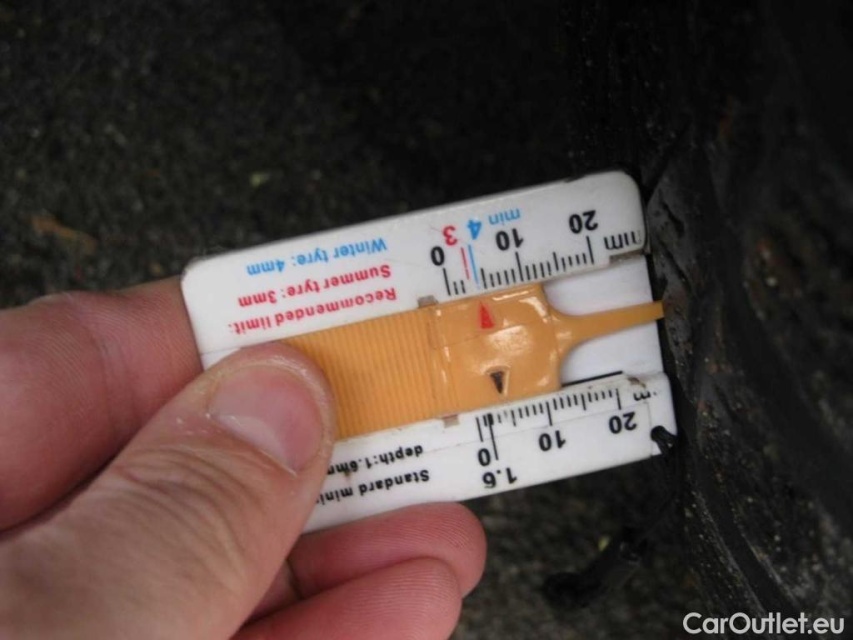 Recommended limit:
Summer tyre: 3mm
Winter tyre: 4mm
0 3 4 min 10 20 mm
Standard mini
depth:1.6m
0 1.6 10 20 m
CarOutlet.eu